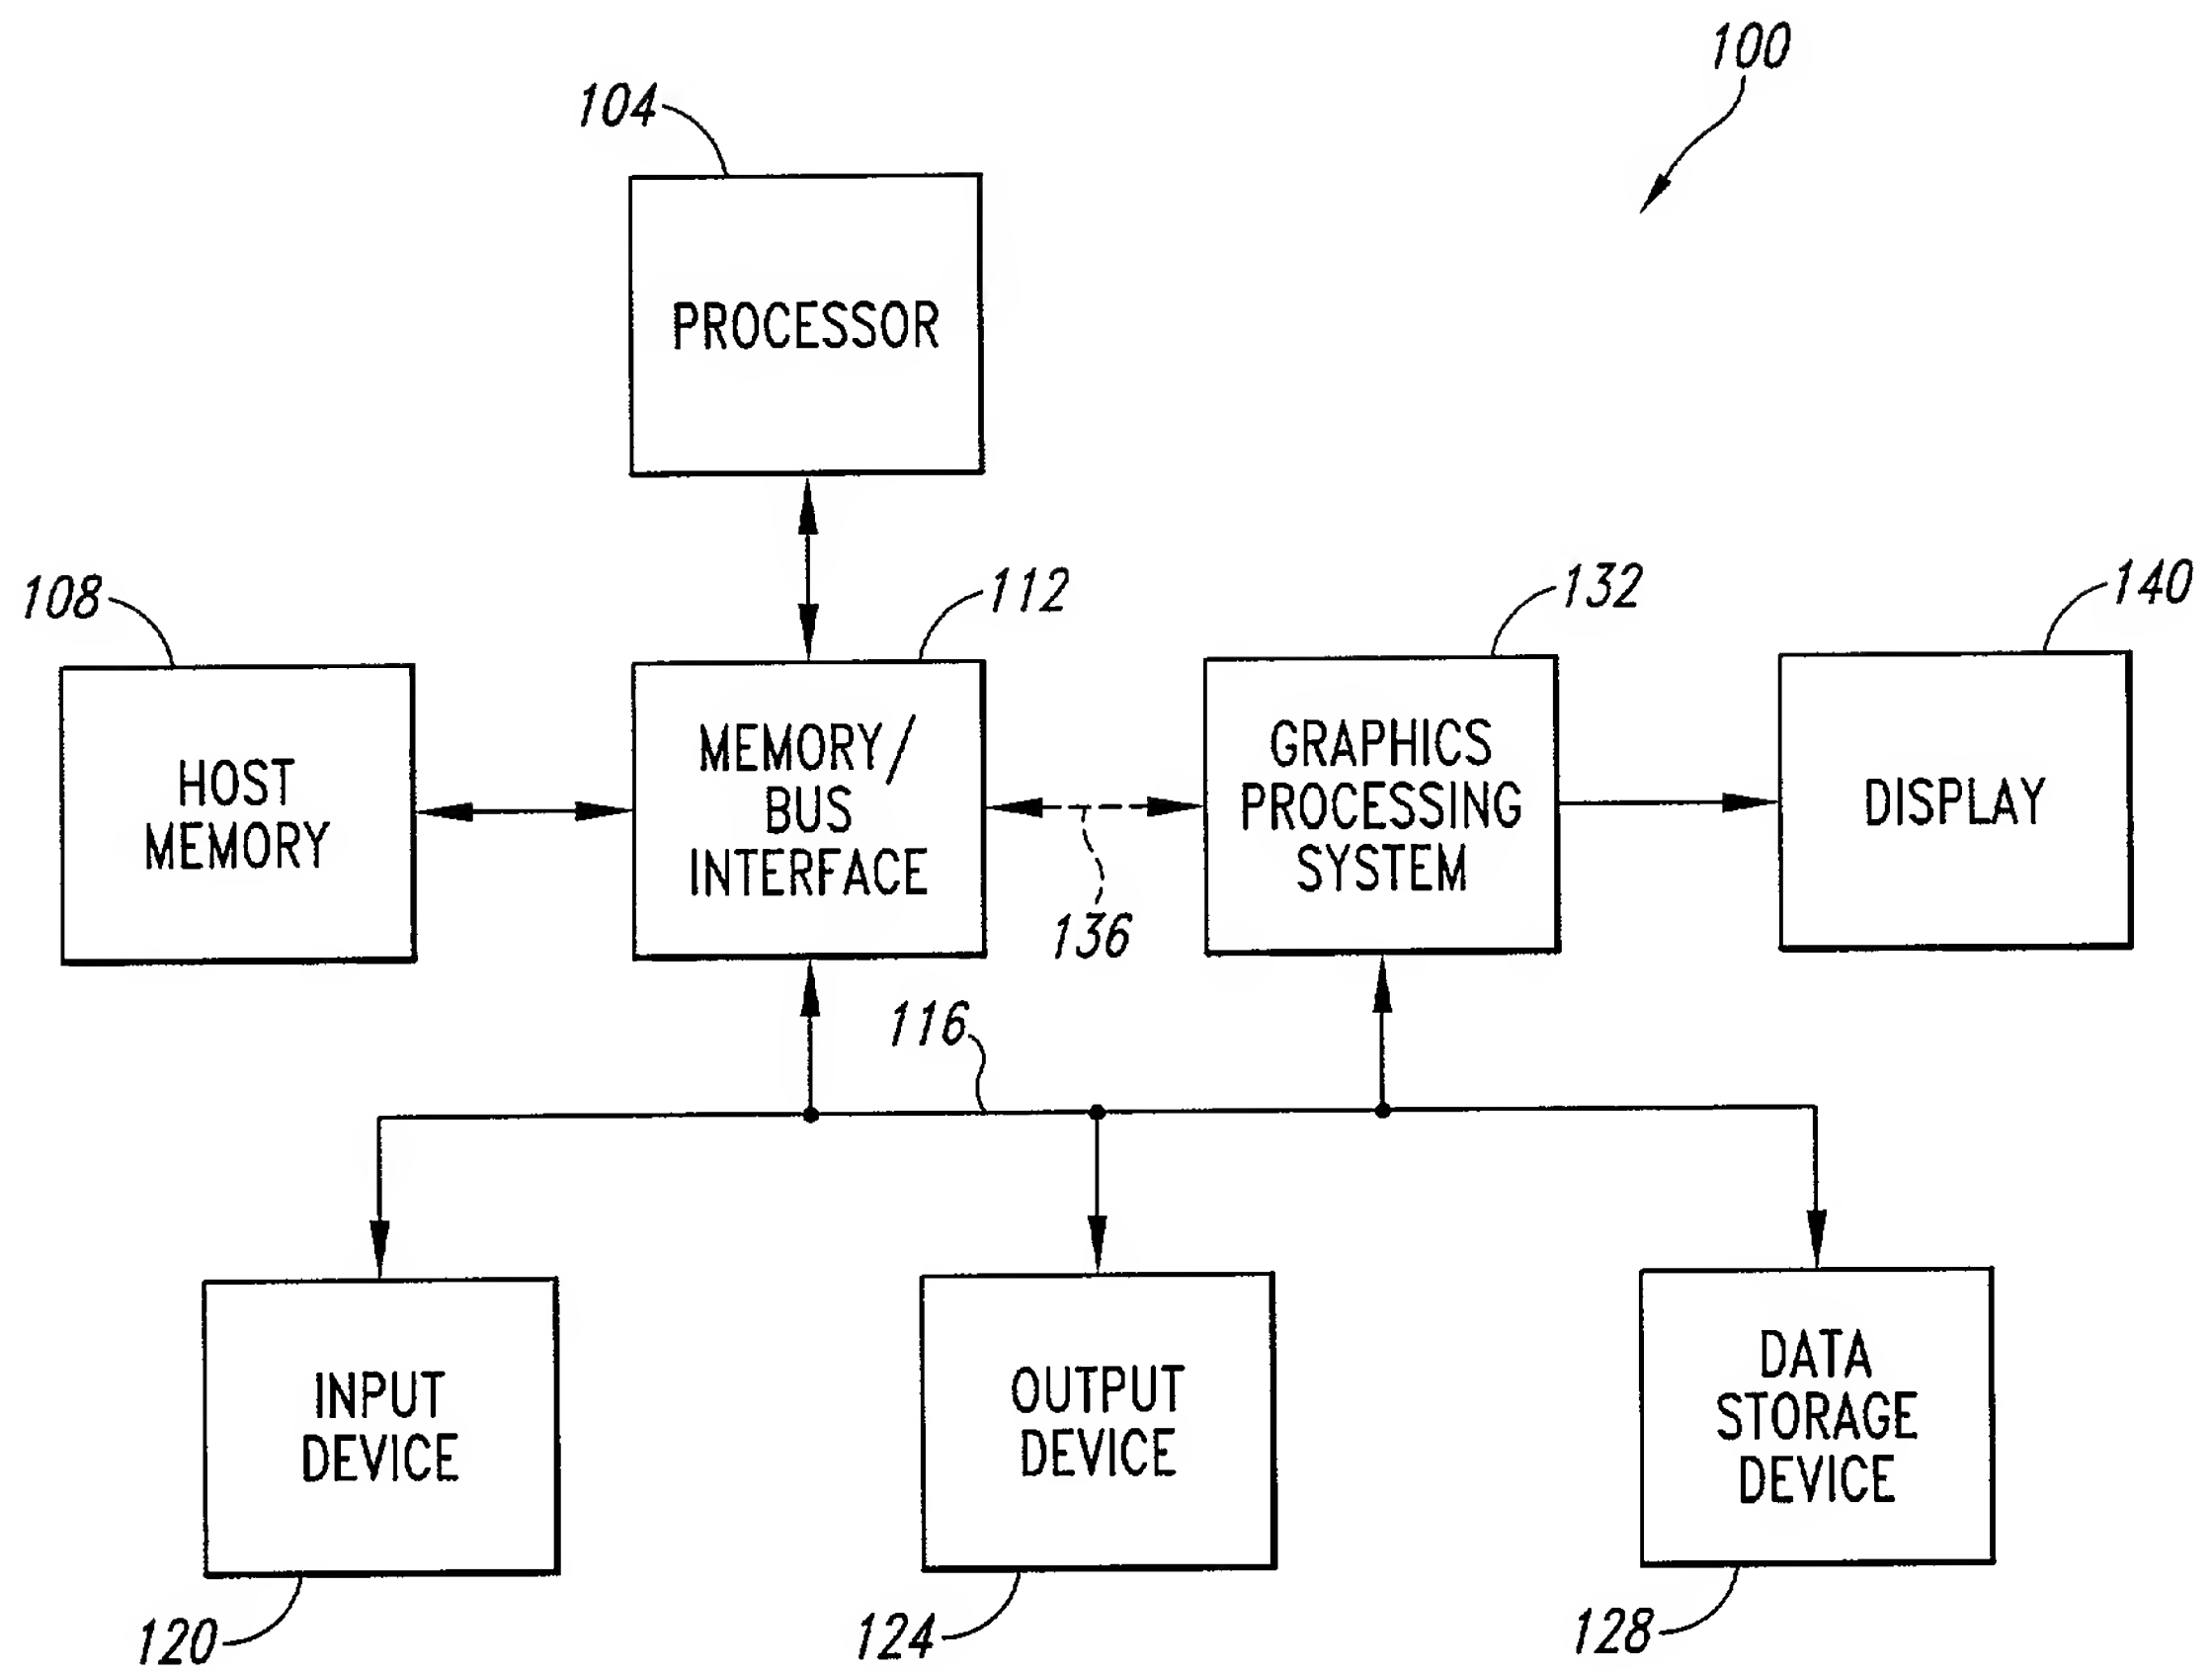 100
104
PROCESSOR
108
112
132
140
HOST
MEMORY
MEMORY/
BUS
INTERFACE
136
GRAPHICS
PROCESSING
SYSTEM
DISPLAY
116
INPUT
DEVICE
OUTPUT
DEVICE
DATA
STORAGE
DEVICE
120
124
128